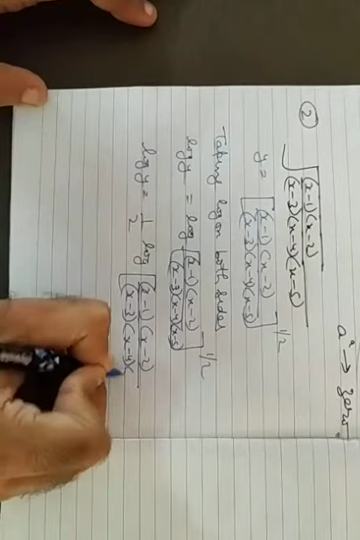 ② √((x-1)(x-2)/(x-3)(x-4)(x-5))
a^x → zero
y = [(x-1)(x-2)/(x-3)(x-4)(x-5)]^1/2
Taking log on both sides
log y = log [(x-1)(x-2)/(x-3)(x-4)(x-5)]^1/2
log y = 1/2 log [(x-1)(x-2)/(x-3)(x-4)(